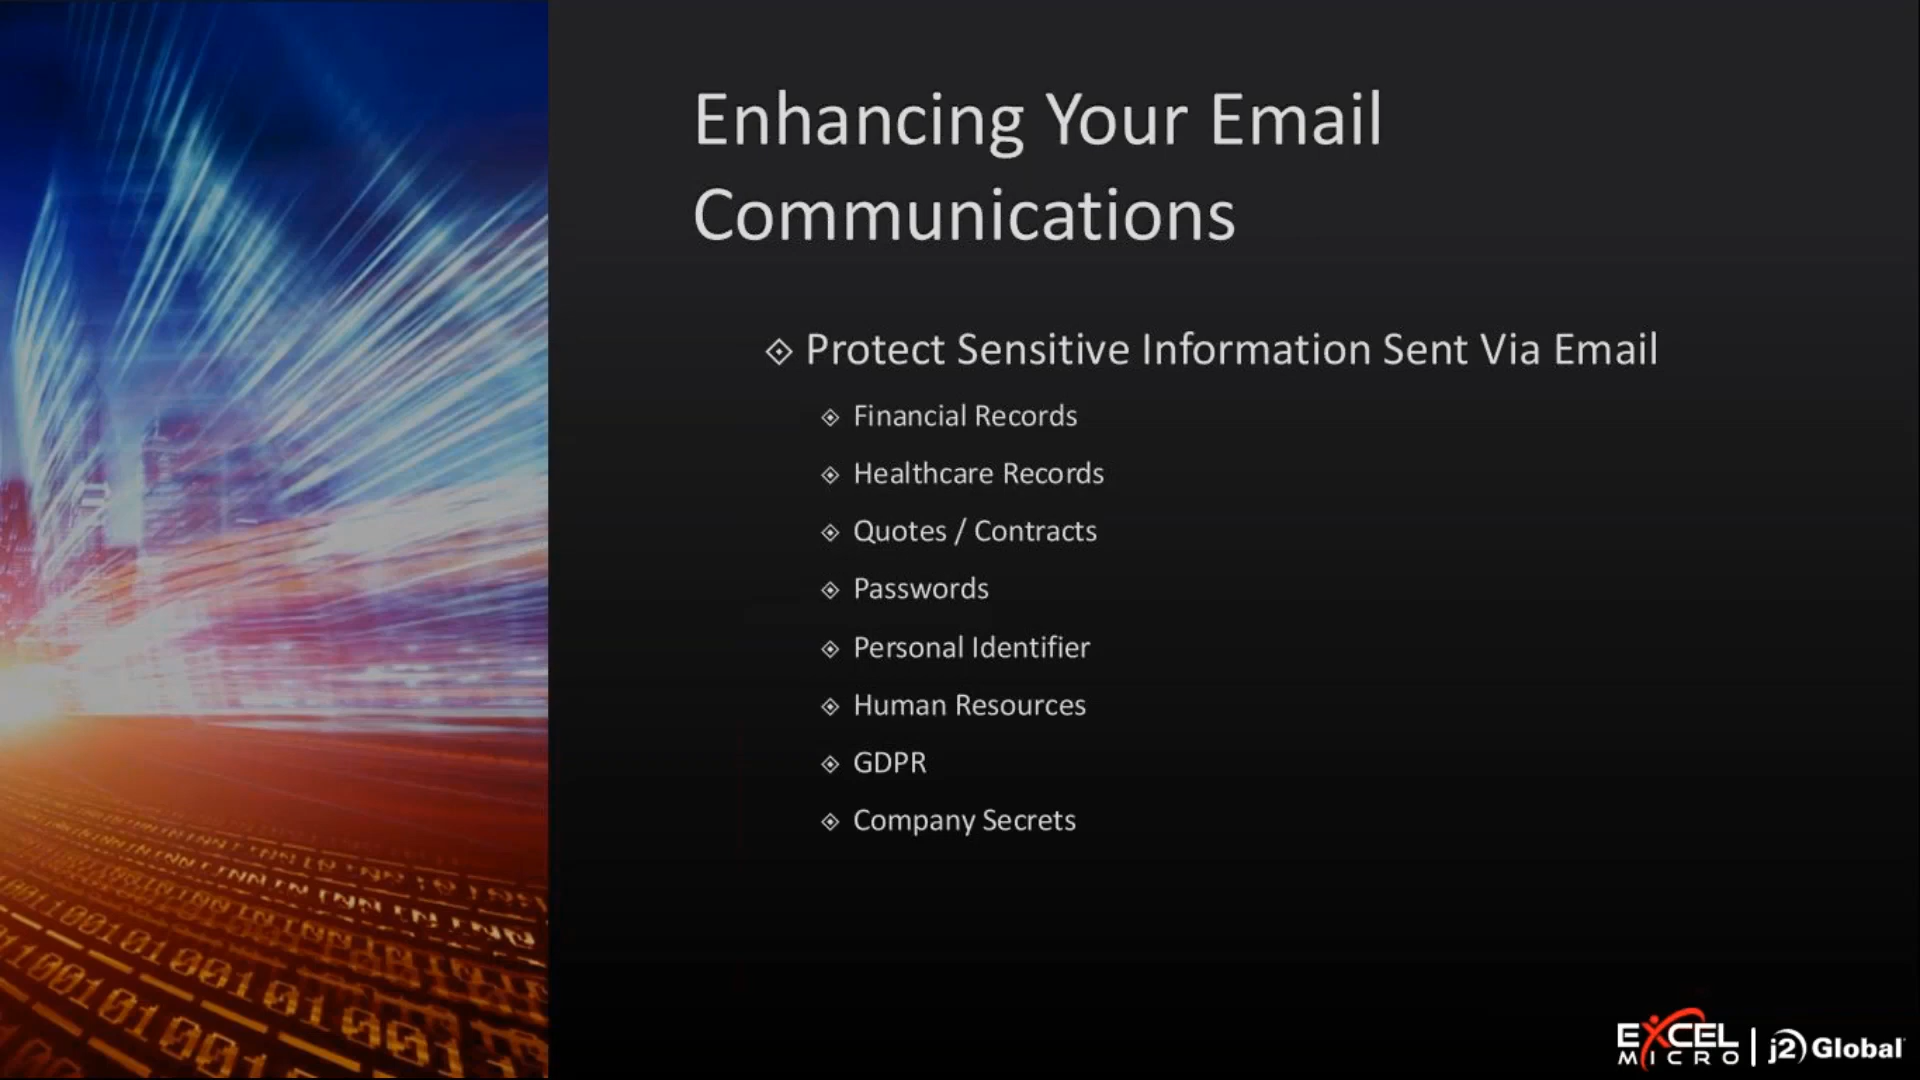 Enhancing Your Email
Communications
Protect Sensitive Information Sent Via Email
Financial Records
Healthcare Records
Quotes / Contracts
Passwords
Personal Identifier
Human Resources
GDPR
Company Secrets
EXCEL
MICRO
j2 Global